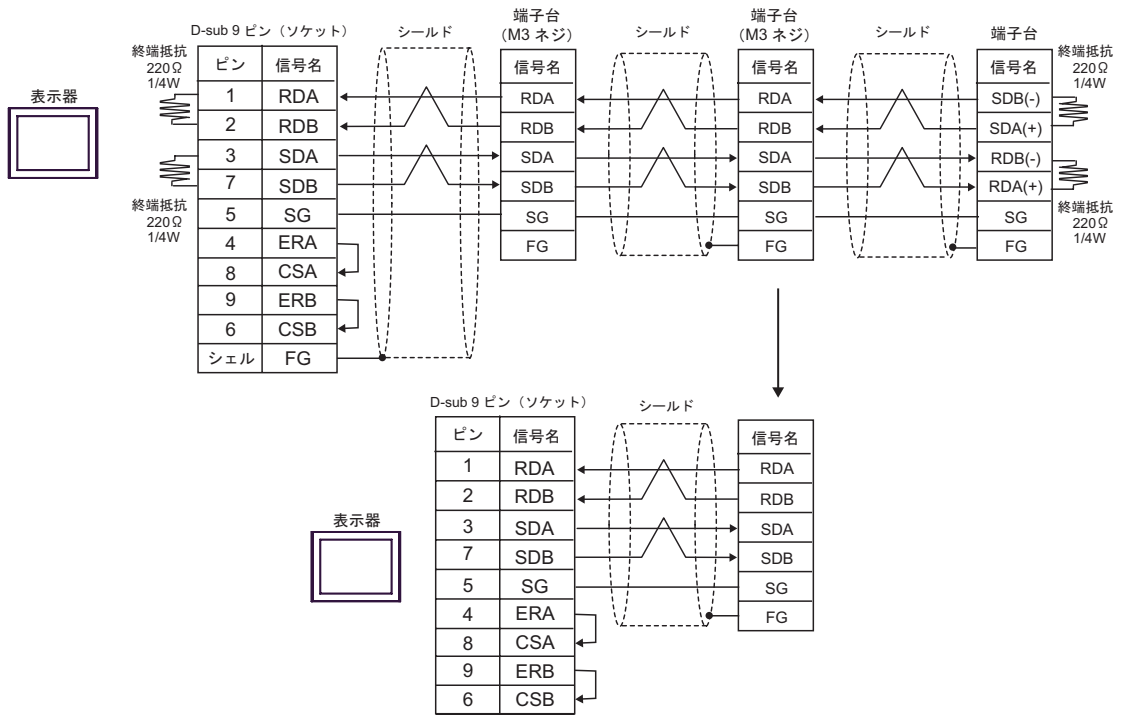 D-sub 9 ピン（ソケット）
シールド
端子台
（M3 ネジ）
シールド
端子台
（M3 ネジ）
シールド
端子台
終端抵抗
220Ω
1/4W
終端抵抗
220Ω
1/4W
表示器
ピン 信号名
1 RDA
2 RDB
3 SDA
7 SDB
5 SG
4 ERA
8 CSA
9 ERB
6 CSB
シェル FG
終端抵抗
220Ω
1/4W
信号名
RDA
RDB
SDA
SDB
SG
FG
信号名
RDA
RDB
SDA
SDB
SG
FG
信号名
SDB(-)
SDA(+)
RDB(-)
RDA(+)
SG
FG
終端抵抗
220Ω
1/4W
D-sub 9 ピン（ソケット）
シールド
表示器
ピン 信号名
1 RDA
2 RDB
3 SDA
7 SDB
5 SG
4 ERA
8 CSA
9 ERB
6 CSB
信号名
RDA
RDB
SDA
SDB
SG
FG